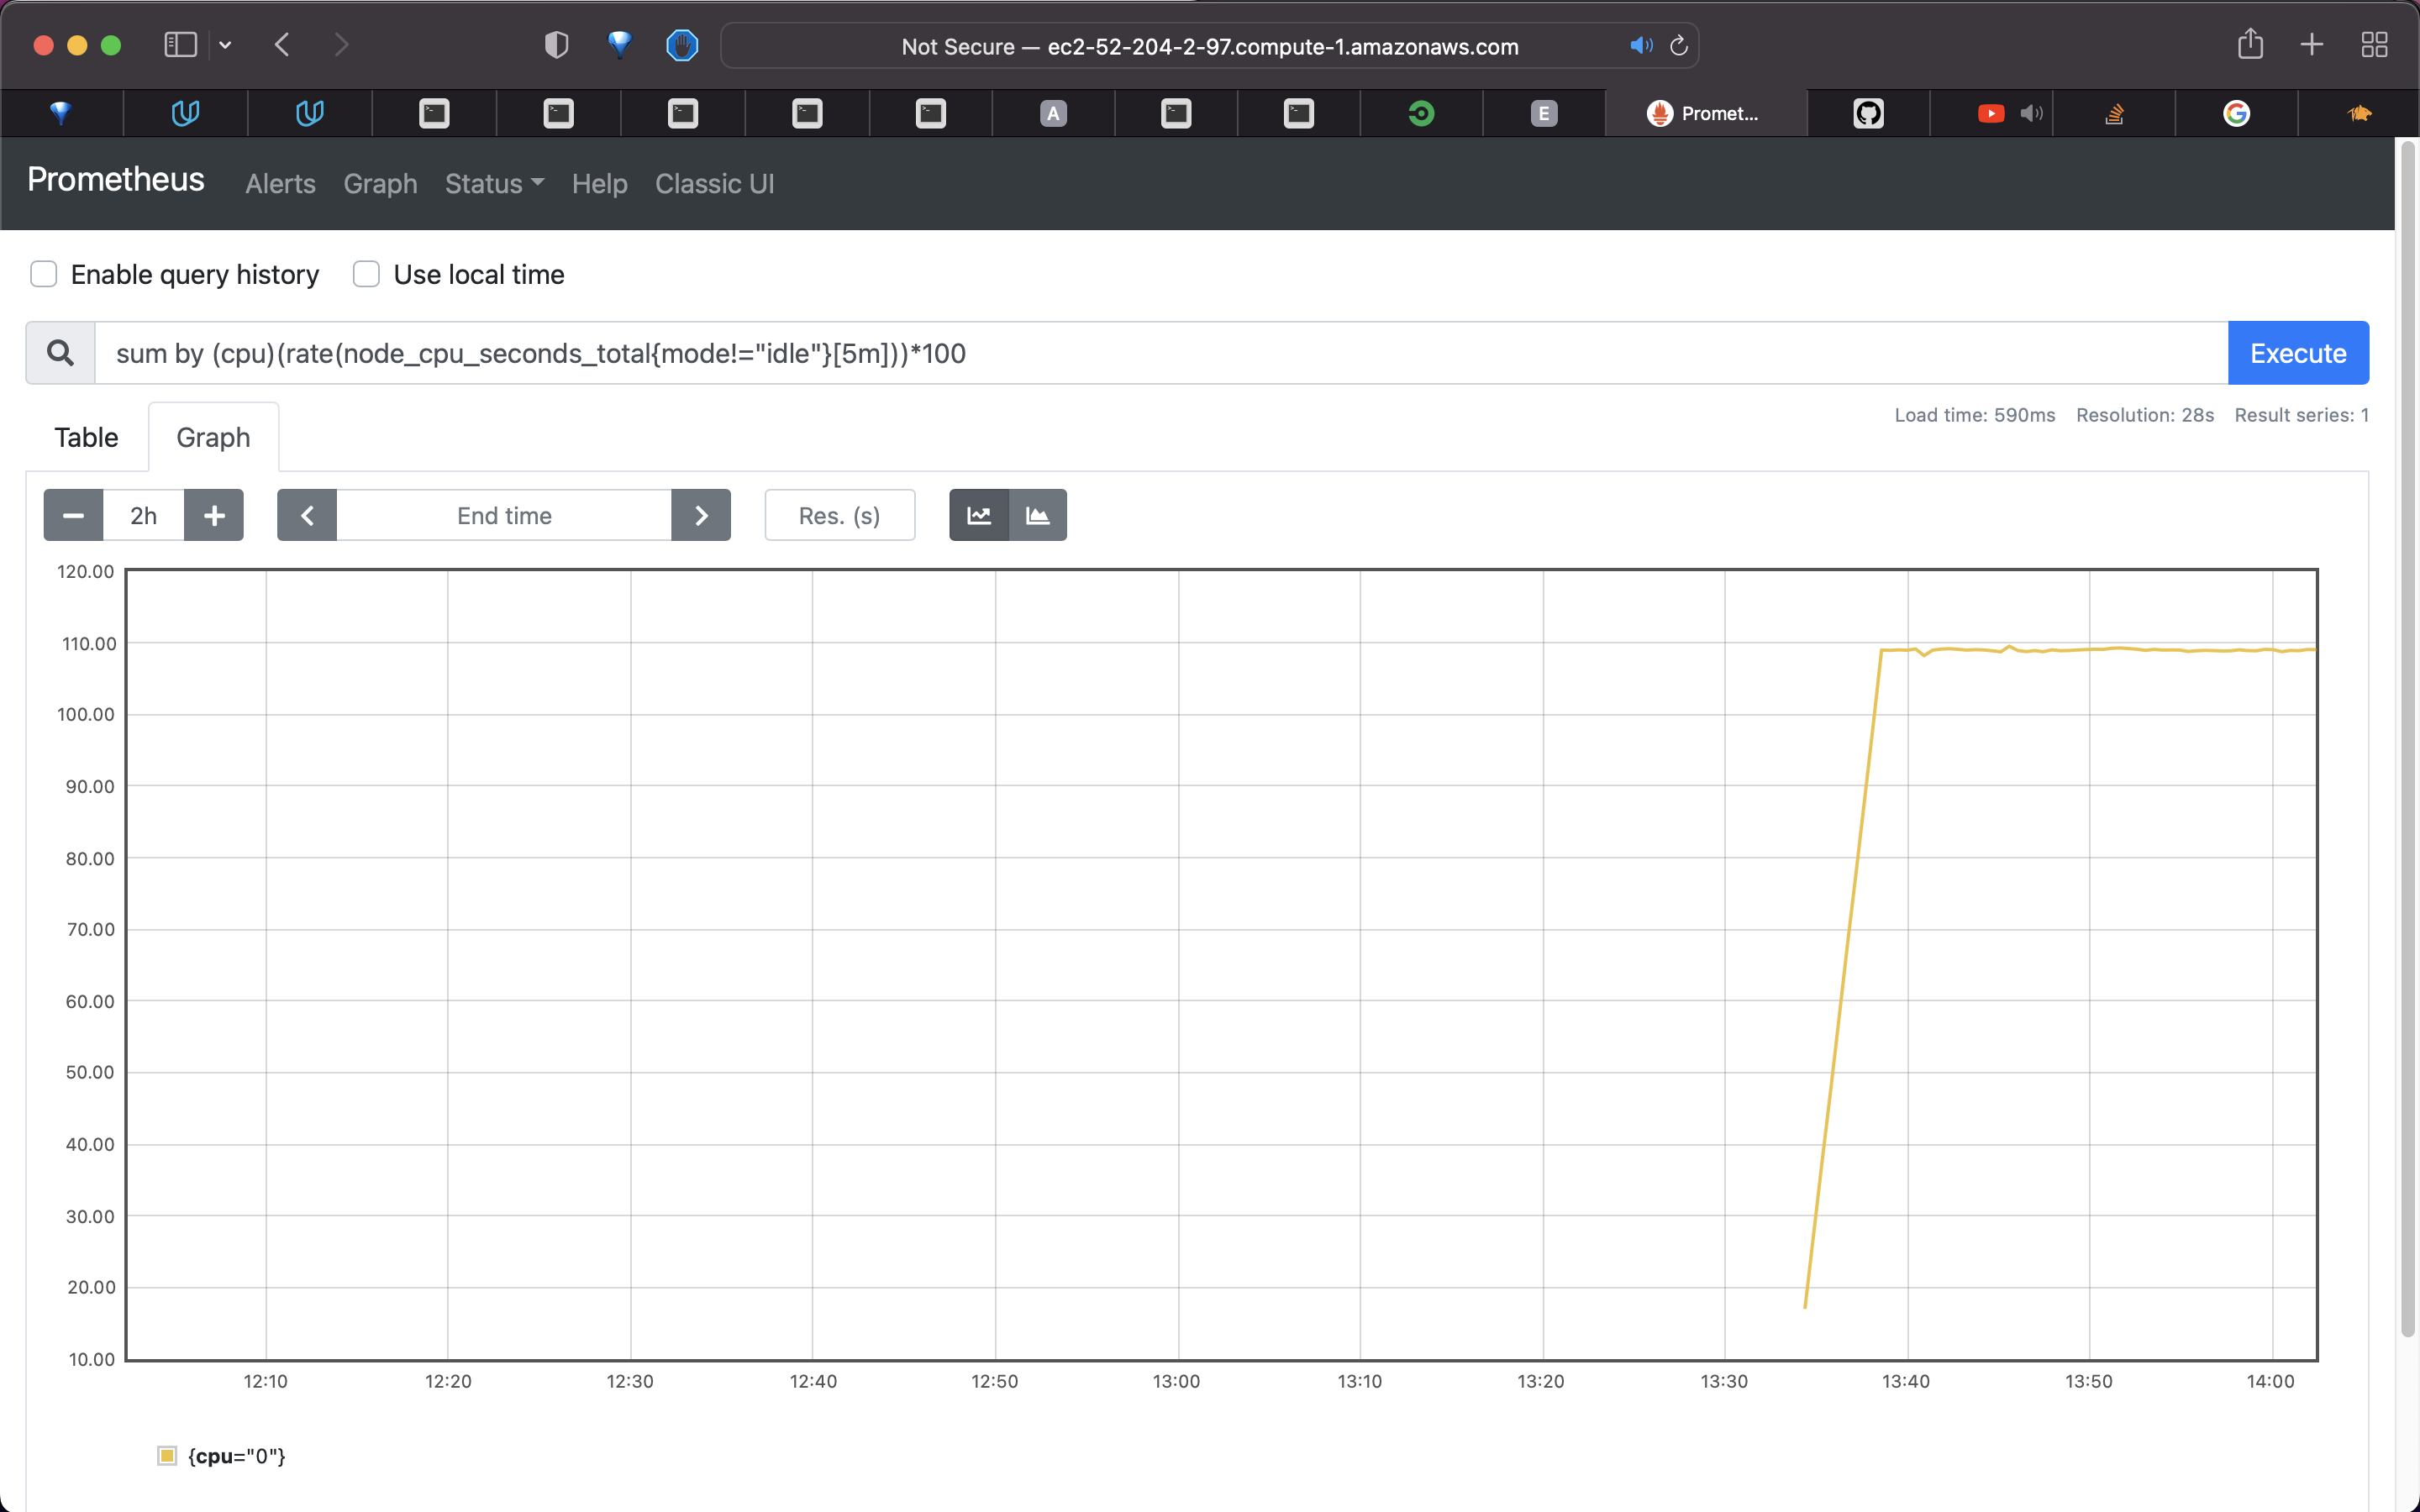 Not Secure — ec2-52-204-2-97.compute-1.amazonaws.com
A
E
Promet...
Prometheus Alerts Graph Status Help Classic UI
Enable query history Use local time
sum by (cpu)(rate(node_cpu_seconds_total{mode!="idle"}[5m]))*100 Execute
Load time: 590ms Resolution: 28s Result series: 1
Table Graph
2h End time Res. (s)
120.00
110.00
100.00
90.00
80.00
70.00
60.00
50.00
40.00
30.00
20.00
10.00
12:10 12:20 12:30 12:40 12:50 13:00 13:10 13:20 13:30 13:40 13:50 14:00
{cpu="0"}